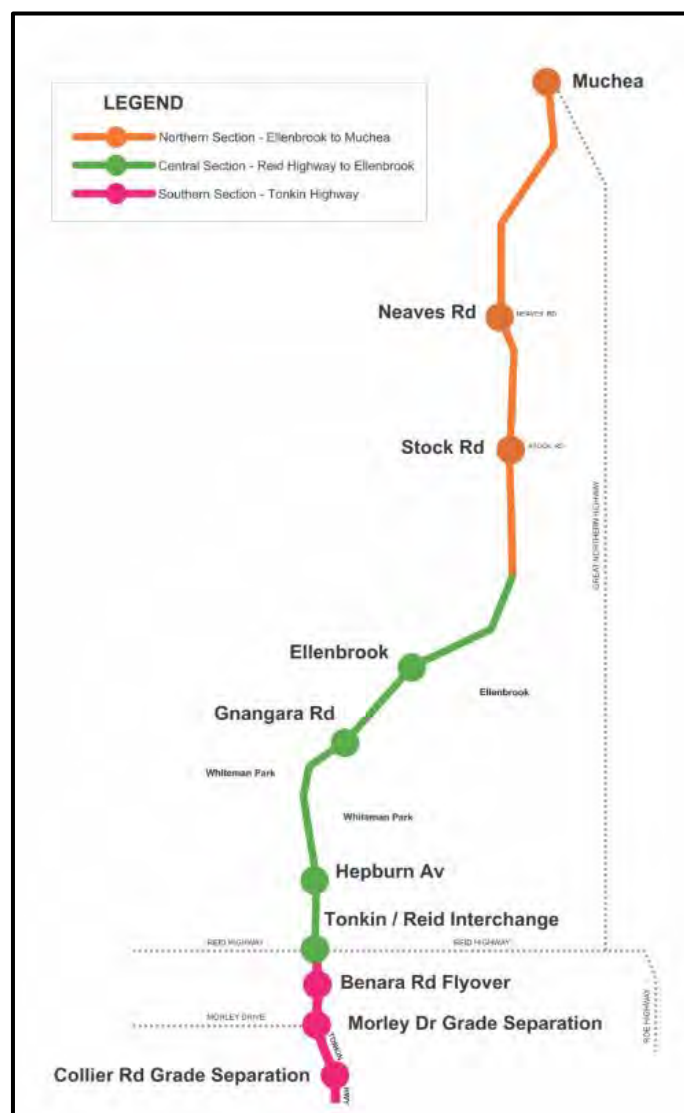 Muchea
LEGEND
Northern Section - Ellenbrook to Muchea
Central Section - Reid Highway to Ellenbrook
Southern Section - Tonkin Highway
Neaves Rd
NEAVES RD
Stock Rd
STOCK RD
GREAT NORTHERN HIGHWAY
Ellenbrook
Ellenbrook
Gnangara Rd
Whiteman Park
Whiteman Park
Hepburn Av
Tonkin / Reid Interchange
REID HIGHWAY
REID HIGHWAY
Benara Rd Flyover
ROE HIGHWAY
MORLEY DRIVE
Morley Dr Grade Separation
TONKIN
HWY
Collier Rd Grade Separation